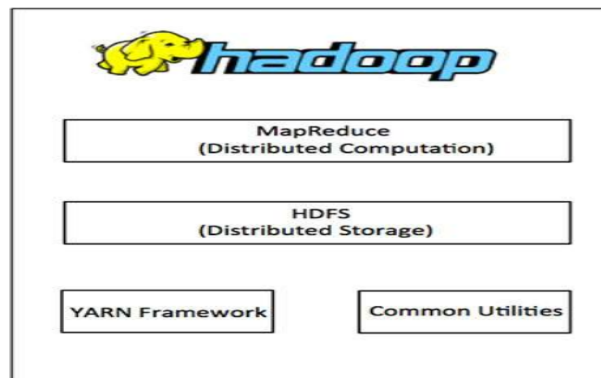 hadoop
MapReduce
(Distributed Computation)
HDFS
(Distributed Storage)
YARN Framework
Common Utilities